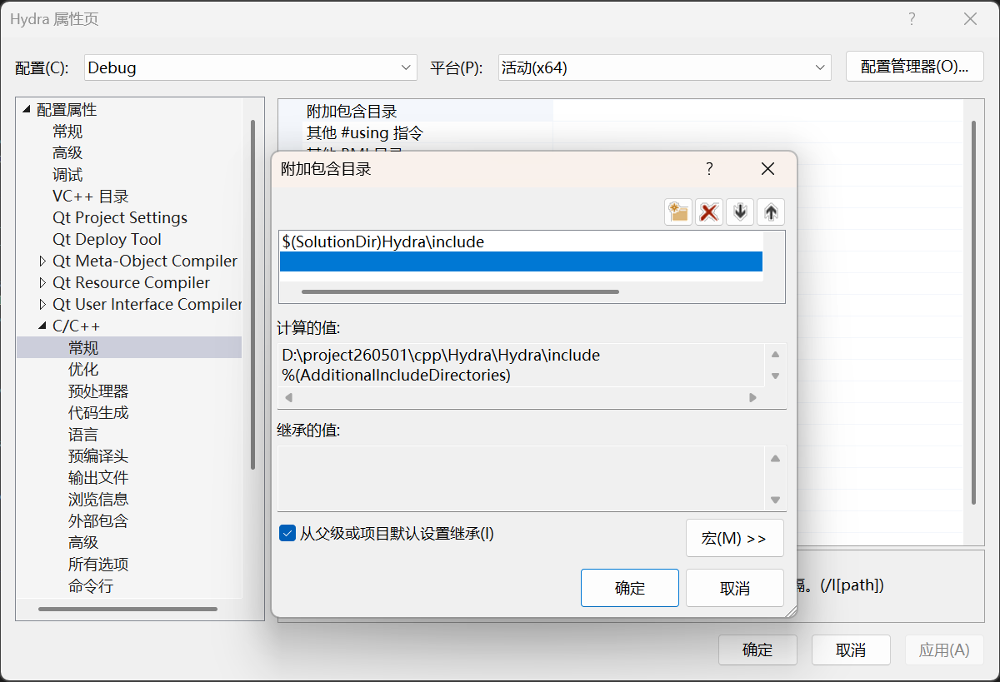 Hydra 属性页
配置(C):
Debug
平台(P):
活动(x64)
配置管理器(O)...
配置属性
常规
高级
调试
VC++ 目录
Qt Project Settings
Qt Deploy Tool
Qt Meta-Object Compiler
Qt Resource Compiler
Qt User Interface Compiler
C/C++
常规
优化
预处理器
代码生成
语言
预编译头
输出文件
浏览信息
外部包含
高级
所有选项
命令行
附加包含目录
其他 #using 指令
附加包含目录
?
$(SolutionDir)Hydra\include
计算的值:
D:\project260501\cpp\Hydra\Hydra\include
%(AdditionalIncludeDirectories)
继承的值:
从父级或项目默认设置继承(I)
宏(M) >>
确定
取消
。(/I[path])
确定
取消
应用(A)